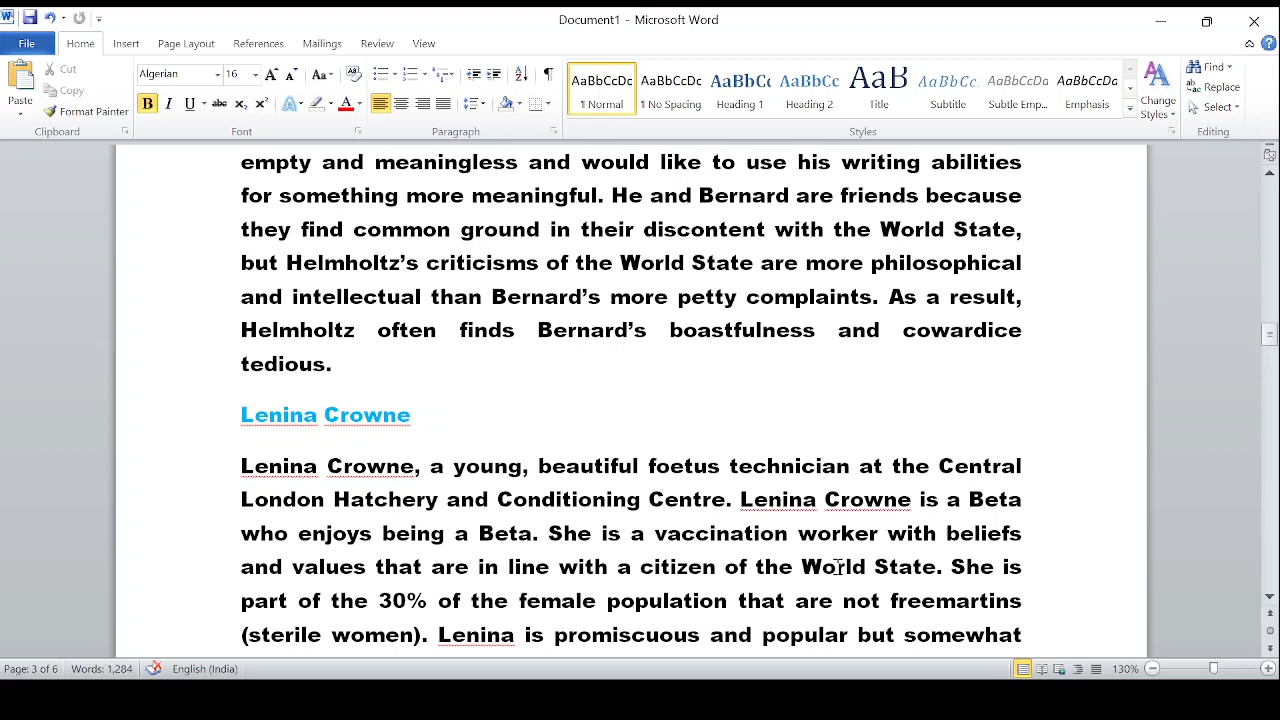 Document1 - Microsoft Word
File Home Insert Page Layout References Mailings Review View
Paste
Cut
Copy
Format Painter
Clipboard
Algerian 16
Font
Paragraph
AaBbCcDc AaBbCcDc AaBbCc AaBbCc AaB AaBbCc. AaBbCcDc AaBbCcDc
¶ Normal ¶ No Spacing Heading 1 Heading 2 Title Subtitle Subtle Em... Emphasis
Styles
Change Styles
Find
Replace
Select
Editing
empty and meaningless and would like to use his writing abilities
for something more meaningful. He and Bernard are friends because
they find common ground in their discontent with the World State,
but Helmholtz’s criticisms of the World State are more philosophical
and intellectual than Bernard’s more petty complaints. As a result,
Helmholtz often finds Bernard’s boastfulness and cowardice
tedious.
Lenina Crowne
Lenina Crowne, a young, beautiful foetus technician at the Central
London Hatchery and Conditioning Centre. Lenina Crowne is a Beta
who enjoys being a Beta. She is a vaccination worker with beliefs
and values that are in line with a citizen of the World State. She is
part of the 30% of the female population that are not freemartins
(sterile women). Lenina is promiscuous and popular but somewhat
Page: 3 of 6 Words: 1,284 English (India) 130%